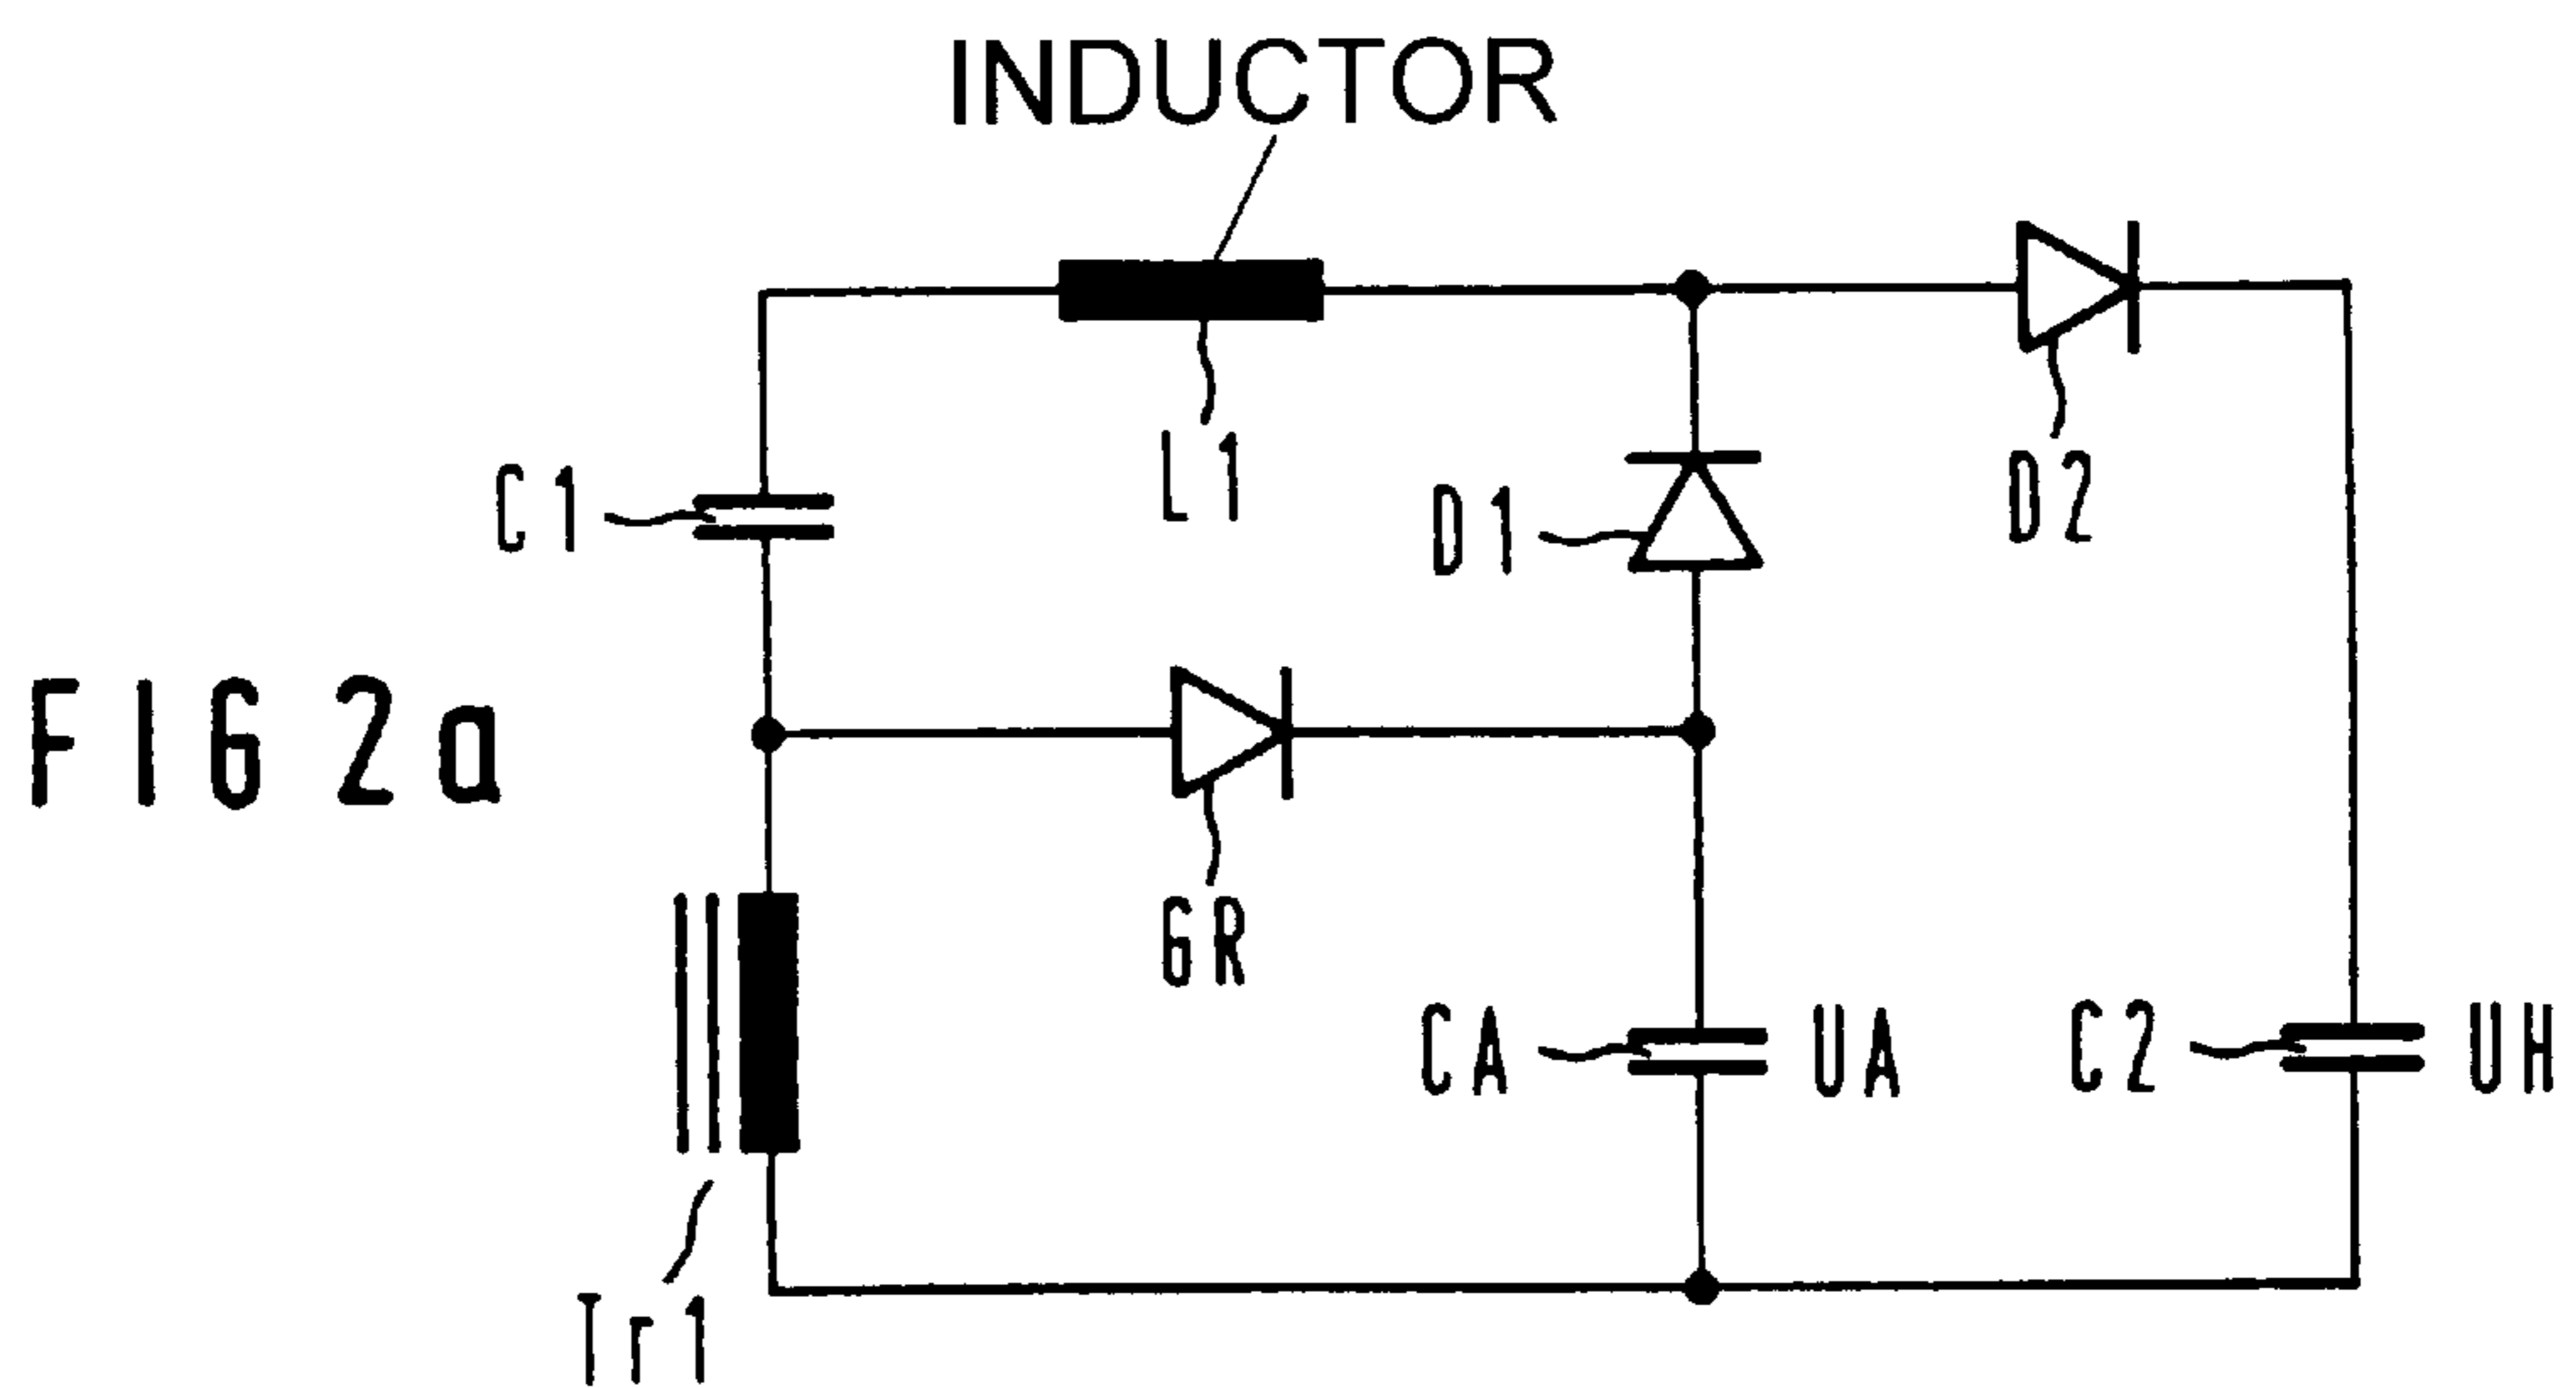 INDUCTOR
L1
C1
D1
D2
FIG 2a
GR
CA
UA
C2
UH
Tr1